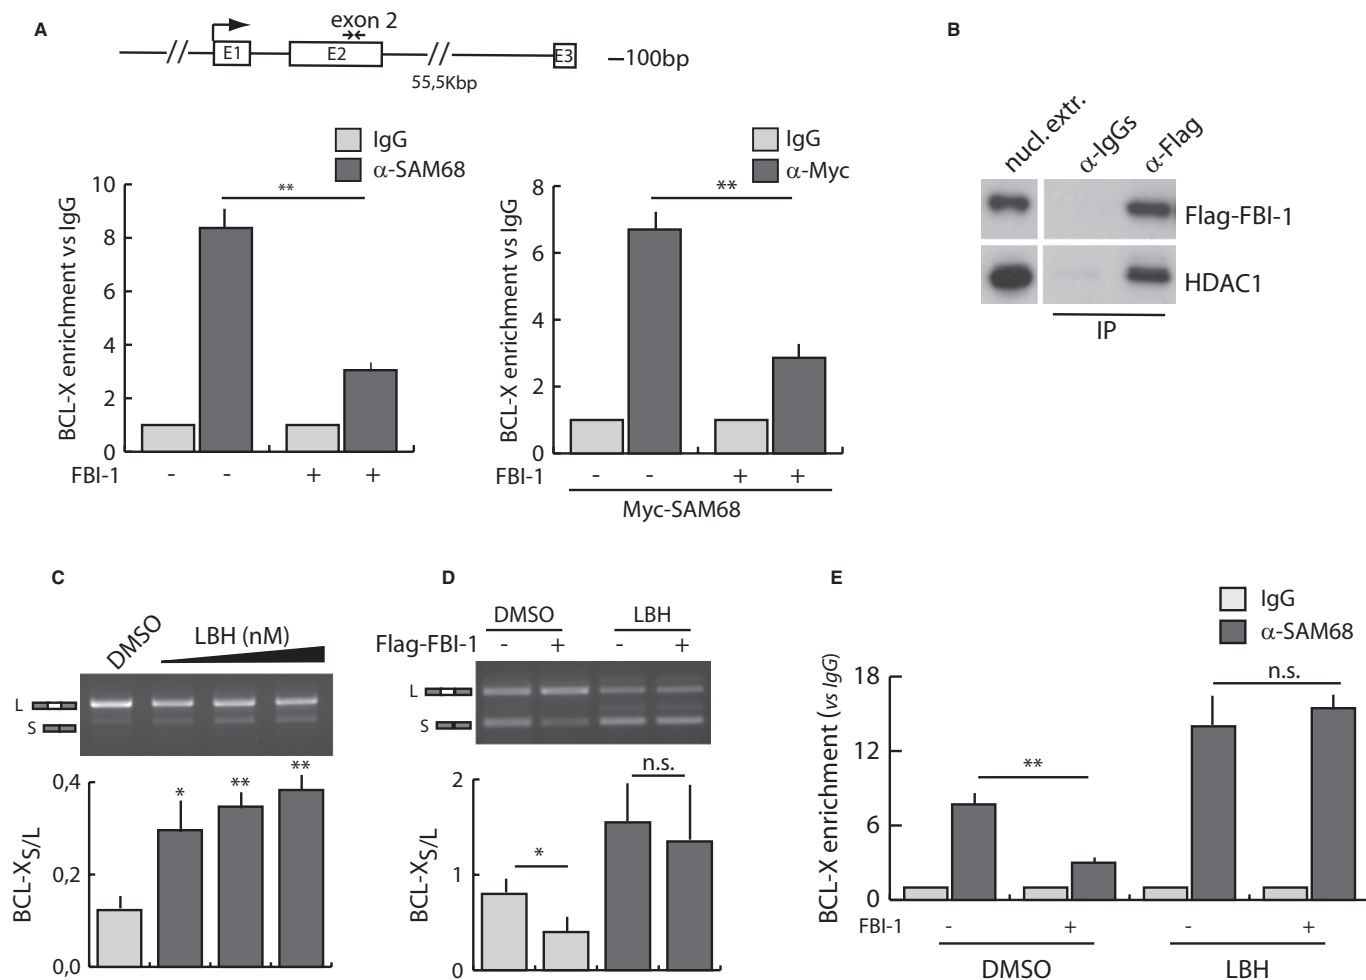 A
exon 2
E1
E2
E3
55,5Kbp
100bp
IgG
α-SAM68
BCL-X enrichment vs IgG
10
8
6
4
2
0
**
FBI-1
-
-
+
+
IgG
α-Myc
BCL-X enrichment vs IgG
8
6
4
2
0
**
FBI-1
-
-
+
+
Myc-SAM68
B
nucl. extr.
α-IgGs
α-Flag
Flag-FBI-1
HDAC1
IP
C
DMSO
LBH (nM)
L
S
BCL-XS/L
0,4
0,2
0,0
*
**
**
D
DMSO
LBH
Flag-FBI-1
-
+
-
+
L
S
BCL-XS/L
2
1
0
*
n.s.
E
IgG
α-SAM68
BCL-X enrichment (vs IgG)
18
12
6
0
**
n.s.
FBI-1
-
+
-
+
DMSO
LBH